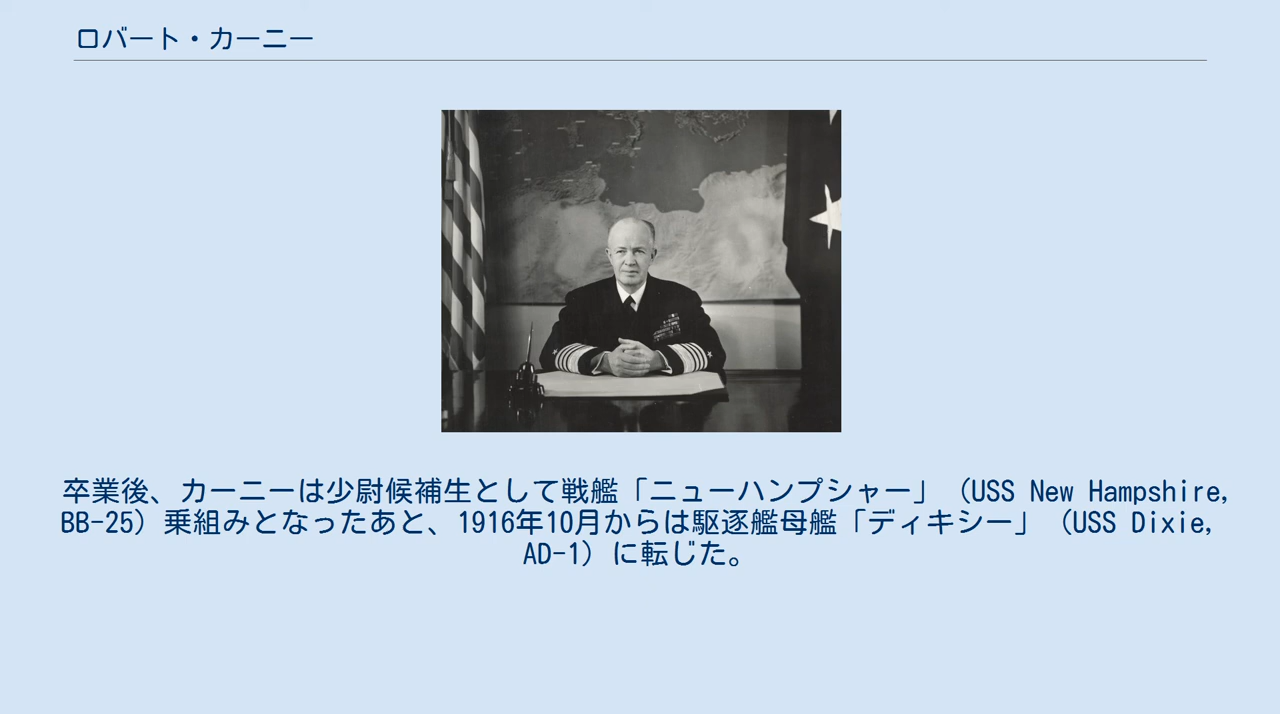 ロバート・カーニー
卒業後、カーニーは少尉候補生として戦艦「ニューハンプシャー」（USS New Hampshire,
BB-25）乗組みとなったあと、1916年10月からは駆逐艦母艦「ディキシー」（USS Dixie,
AD-1）に転じた。